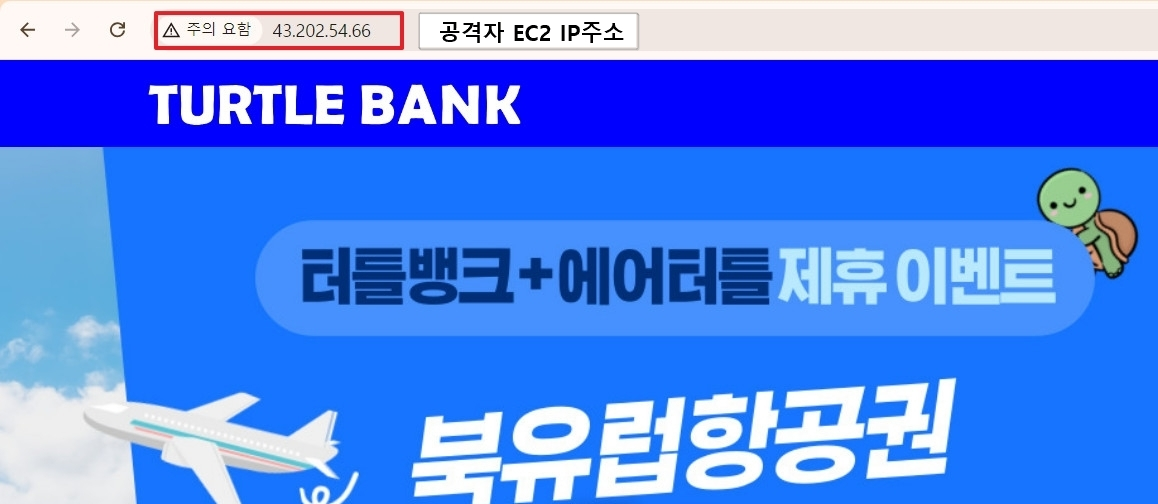 주의 요함 43.202.54.66 공격자 EC2 IP주소
TURTLE BANK
터틀뱅크+에어터틀 제휴 이벤트
북유럽항공권